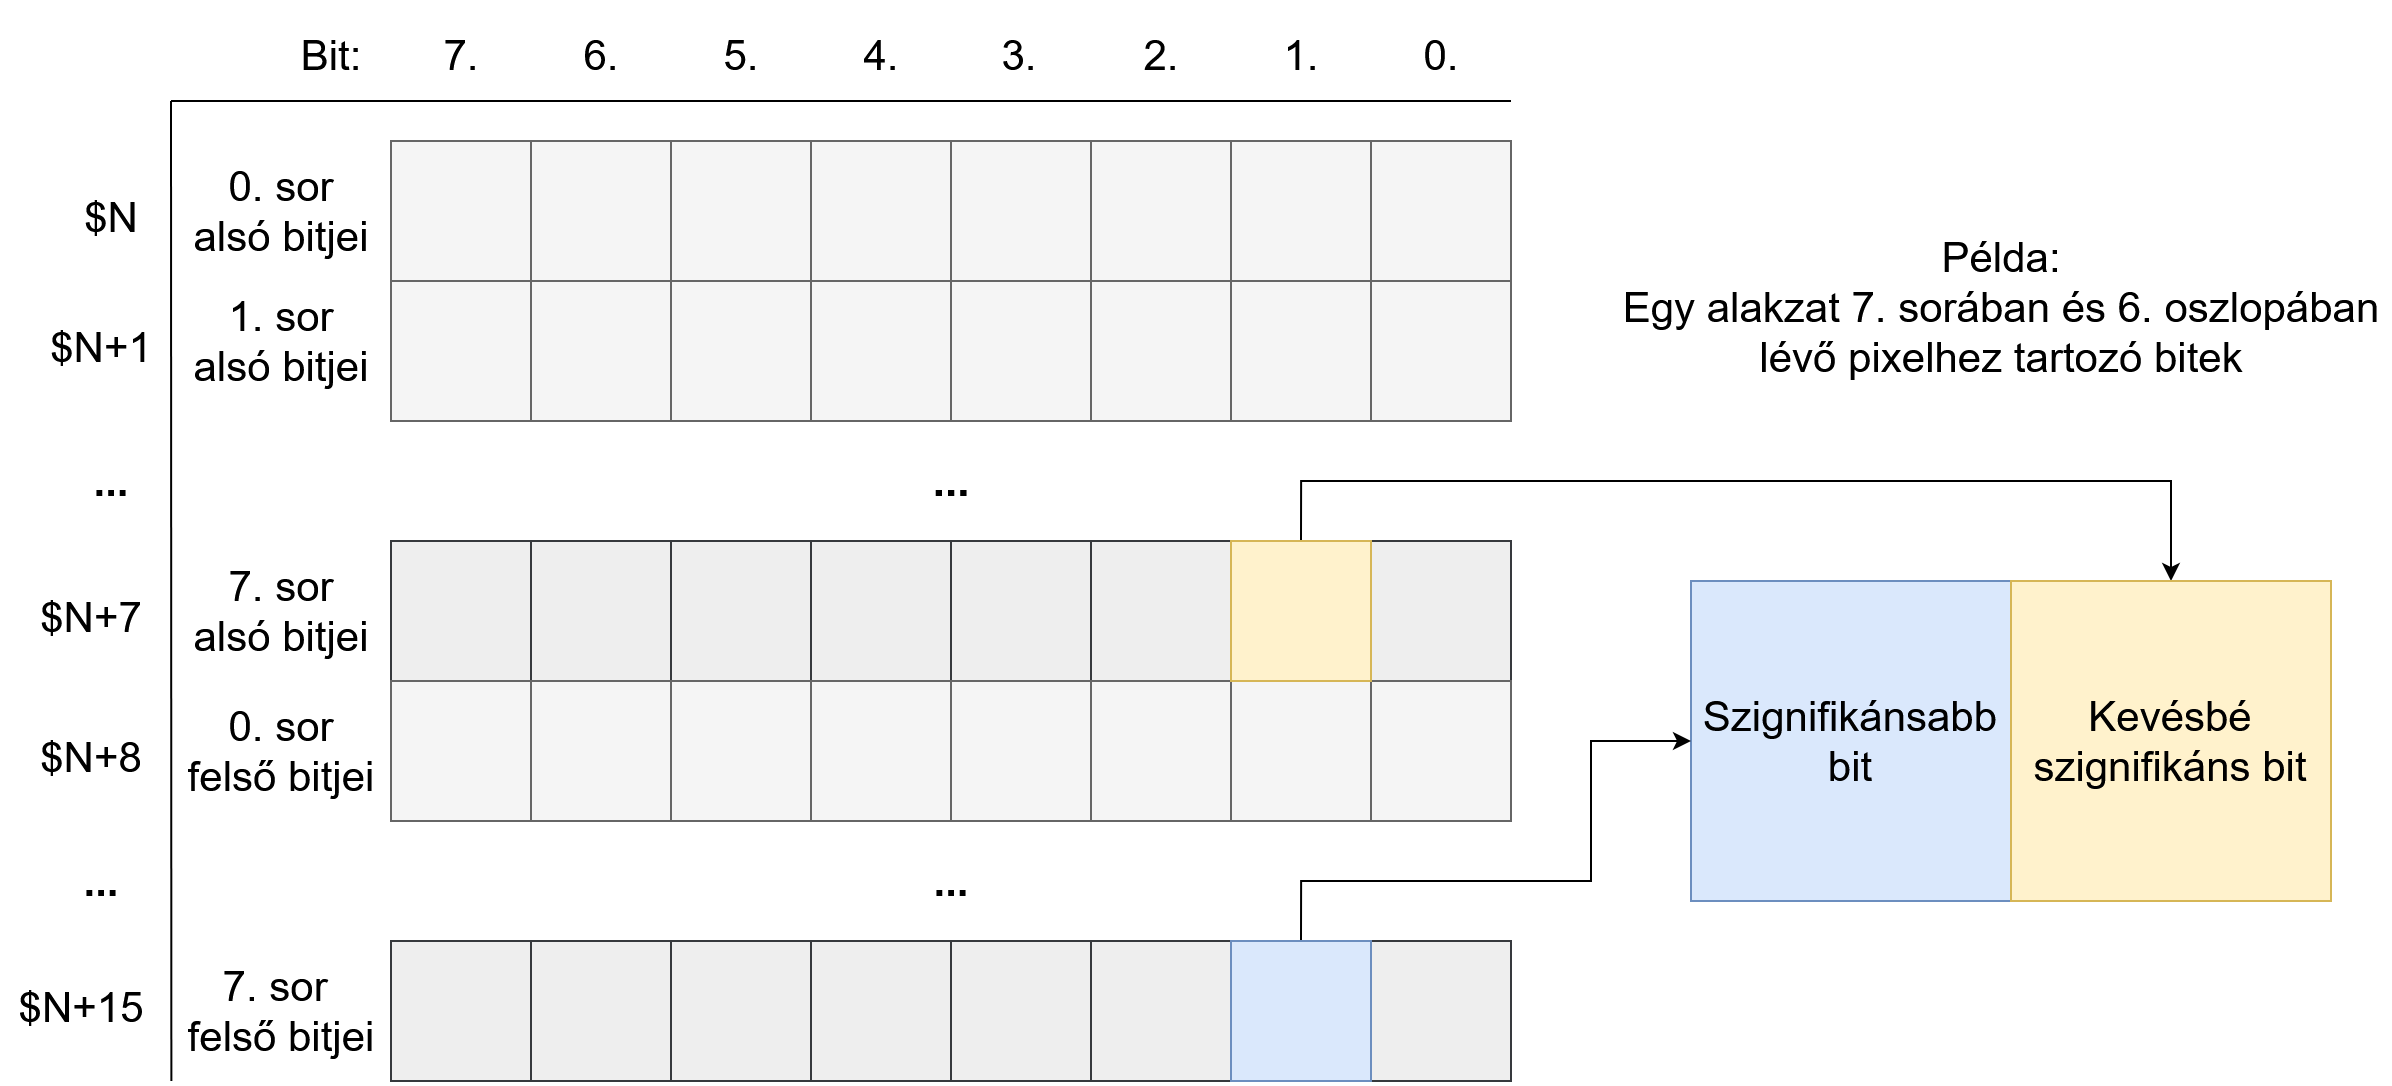 Bit: 7. 6. 5. 4. 3. 2. 1. 0.
$N
0. sor
alsó bitjei
$N+1
1. sor
alsó bitjei
Példa:
Egy alakzat 7. sorában és 6. oszlopában
lévő pixelhez tartozó bitek
... ...
$N+7
7. sor
alsó bitjei
$N+8
0. sor
felső bitjei
Szignifikánsabb
bit
Kevésbé
szignifikáns bit
... ...
$N+15
7. sor
felső bitjei